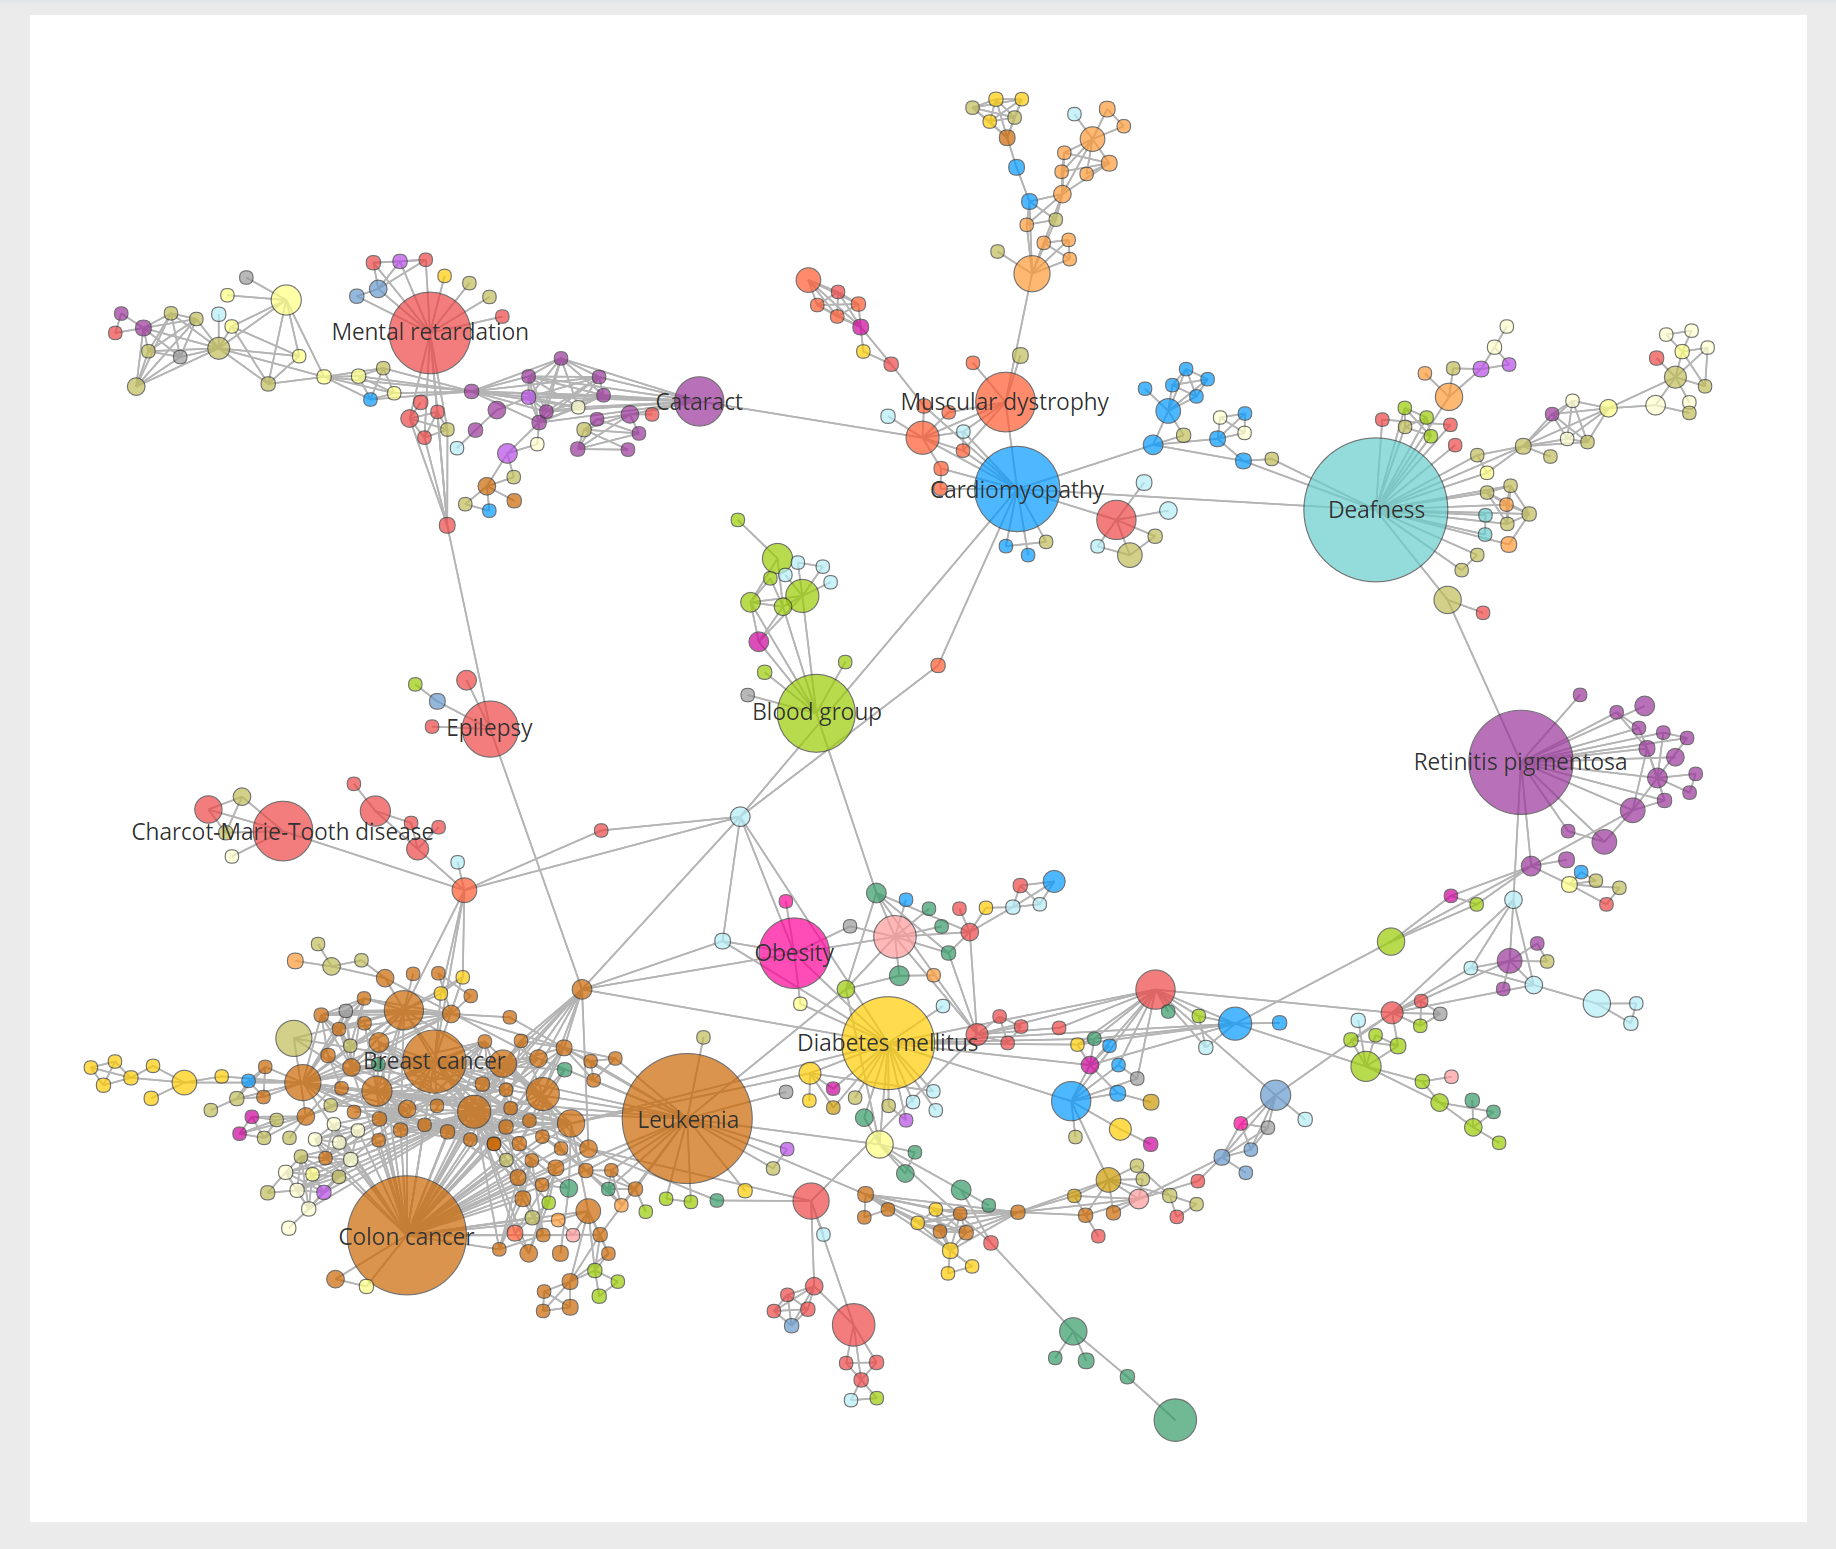 Mental retardation
Cataract
Muscular dystrophy
Cardiomyopathy
Deafness
Blood group
Epilepsy
Retinitis pigmentosa
Charcot-Marie-Tooth disease
Obesity
Diabetes mellitus
Breast cancer
Leukemia
Colon cancer